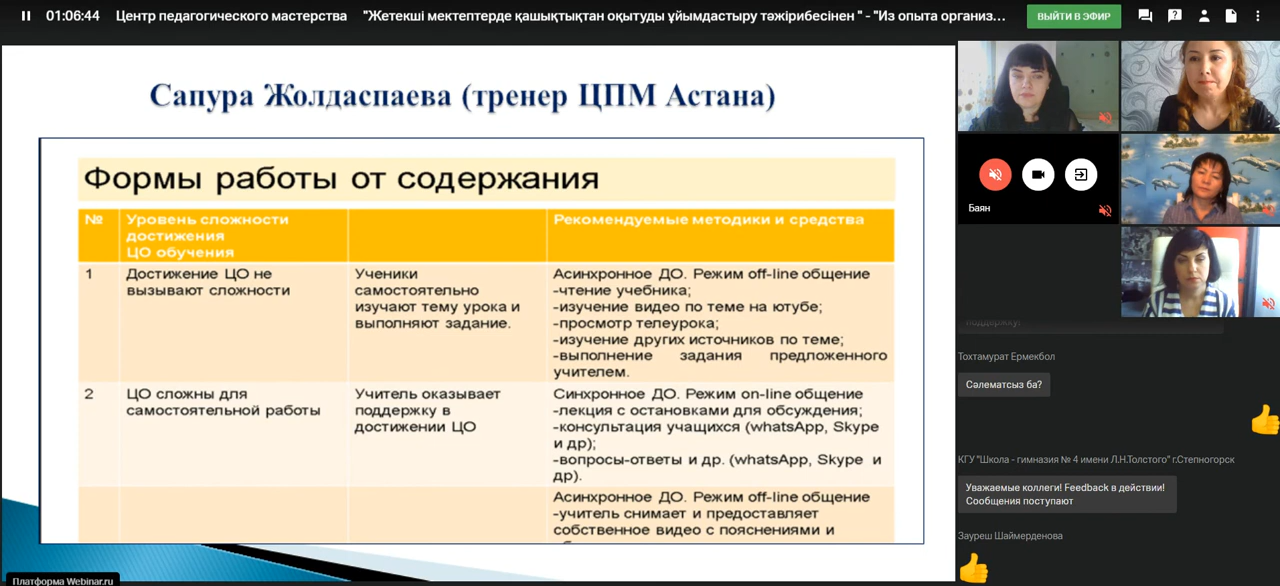 01:06:44 Центр педагогического мастерства "Жетекші мектептерде қашықтықтан оқытуды ұйымдастыру тәжірибесінен " - "Из опыта организ...
ВЫЙТИ В ЭФИР
Сапура Жолдаспаева (тренер ЦПМ Астана)
Формы работы от содержания
№
Уровень сложности
достижения
ЦО обучения
Рекомендуемые методики и средства
1
Достижение ЦО не
вызывают сложности
Ученики
самостоятельно
изучают тему урока и
выполняют задание.
Асинхронное ДО. Режим off-line общение
-чтение учебника;
-изучение видео по теме на ютубе;
-просмотр телеурока;
-изучение других источников по теме;
-выполнение задания предложенного
учителем.
2
ЦО сложны для
самостоятельной работы
Учитель оказывает
поддержку в
достижении ЦО
Синхронное ДО. Режим on-line общение
-лекция с остановками для обсуждения;
-консультация учащихся (whatsApp, Skype
и др);
-вопросы-ответы и др. (whatsApp, Skype и
др).
Асинхронное ДО. Режим off-line общение
-учитель снимает и предоставляет
собственное видео с пояснениями и
Платформа Webinar.ru
Баян
поддержку!
Тохтамурат Ермекбол
Сәлематсыз ба?
КГУ "Школа - гимназия № 4 имени Л.Н.Толстого" г.Степногорск
Уважаемые коллеги! Feedback в действии!
Сообщения поступают
Зауреш Шаймерденова